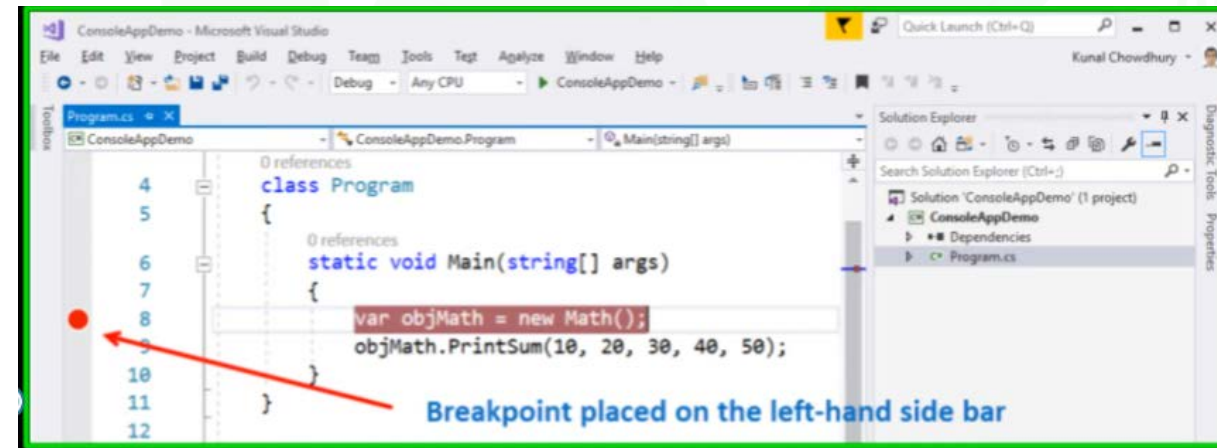 ConsoleAppDemo - Microsoft Visual Studio
Quick Launch (Ctrl+Q)
File Edit View Project Build Debug Team Tools Test Analyze Window Help
Kunal Chowdhury
Debug Any CPU ConsoleAppDemo
Toolbox
Program.cs
ConsoleAppDemo ConsoleAppDemo.Program Main(string[] args)
0 references
4 class Program
5 {
0 references
6 static void Main(string[] args)
7 {
8 var objMath = new Math();
9 objMath.PrintSum(10, 20, 30, 40, 50);
10 }
11 }
12
Breakpoint placed on the left-hand side bar
Solution Explorer
Search Solution Explorer (Ctrl+;)
Solution 'ConsoleAppDemo' (1 project)
ConsoleAppDemo
Dependencies
C# Program.cs
Diagnostic Tools
Properties